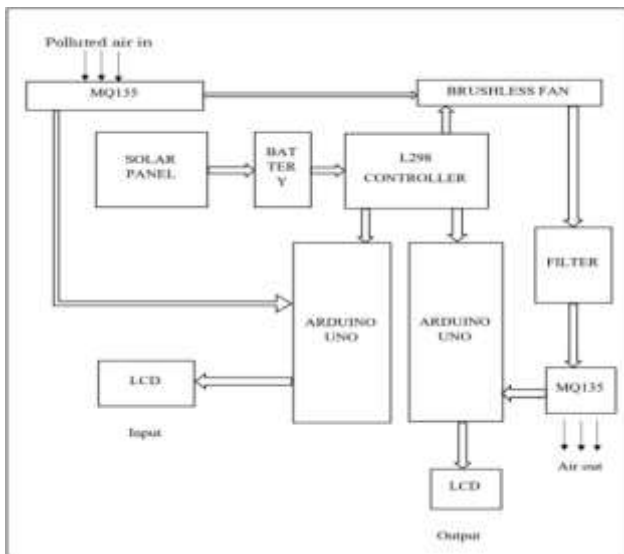 Polluted air in
MQ135
BRUSHLESS FAN
SOLAR
PANEL
BAT
TER
Y
L298
CONTROLLER
FILTER
ARDUINO
UNO
ARDUINO
UNO
LCD
MQ135
Input
Air out
LCD
Output